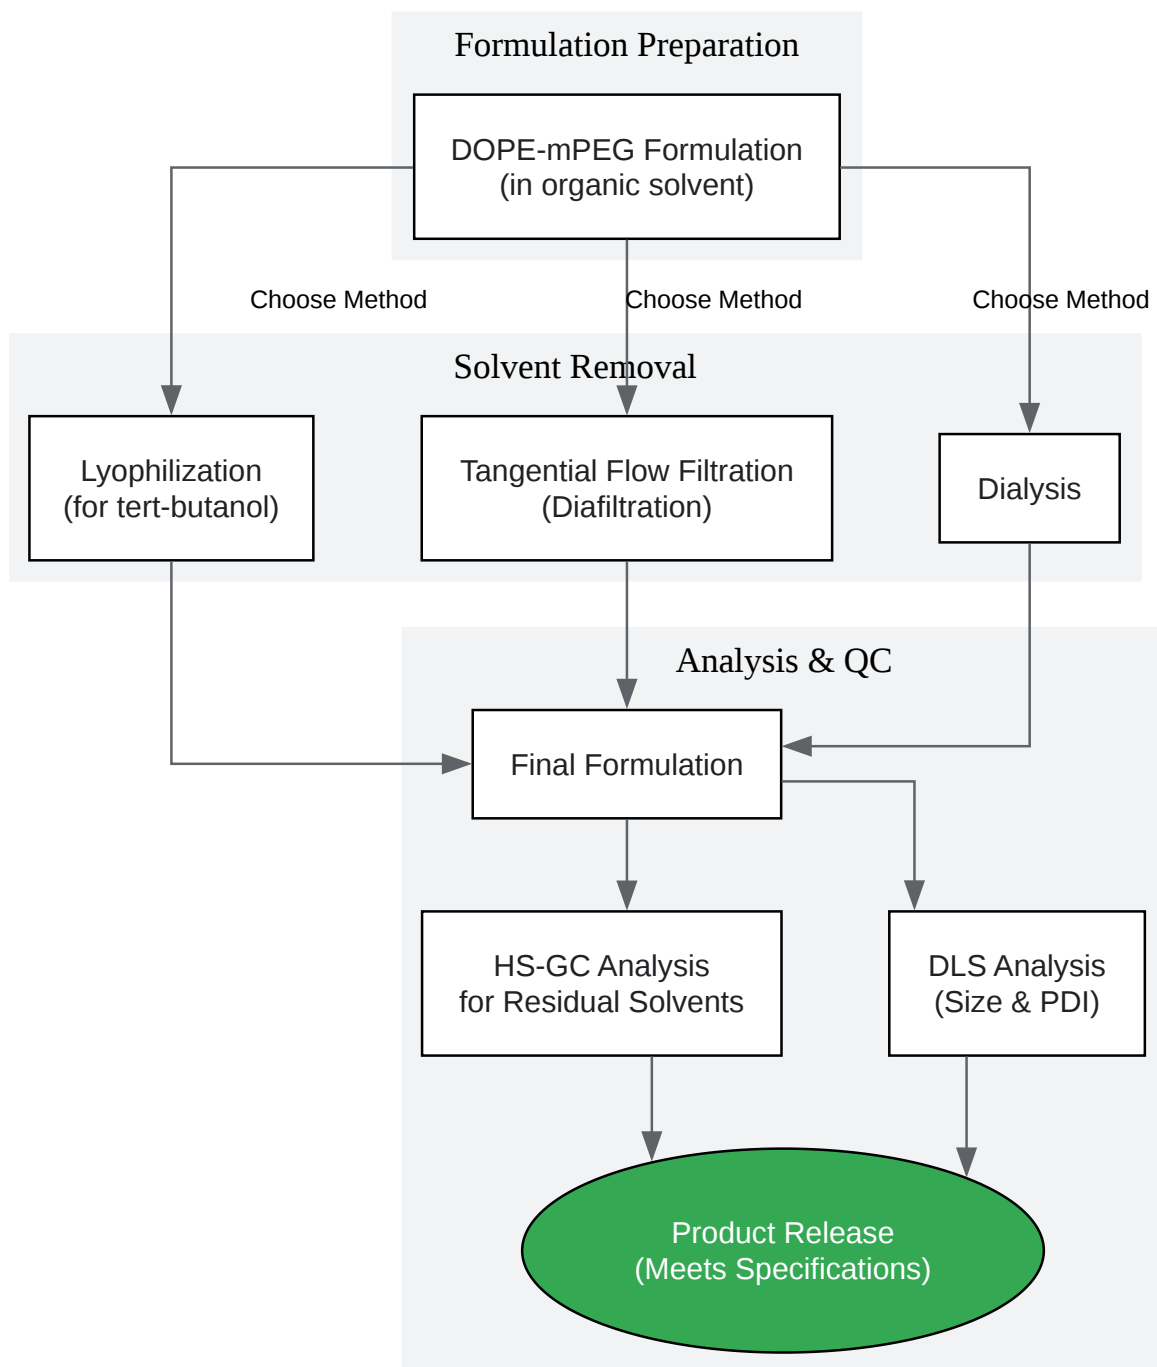 Formulation Preparation
DOPE-mPEG Formulation
(in organic solvent)
Choose Method
Choose Method
Choose Method
Solvent Removal
Lyophilization
(for tert-butanol)
Tangential Flow Filtration
(Diafiltration)
Dialysis
Analysis & QC
Final Formulation
HS-GC Analysis
for Residual Solvents
DLS Analysis
(Size & PDI)
Product Release
(Meets Specifications)